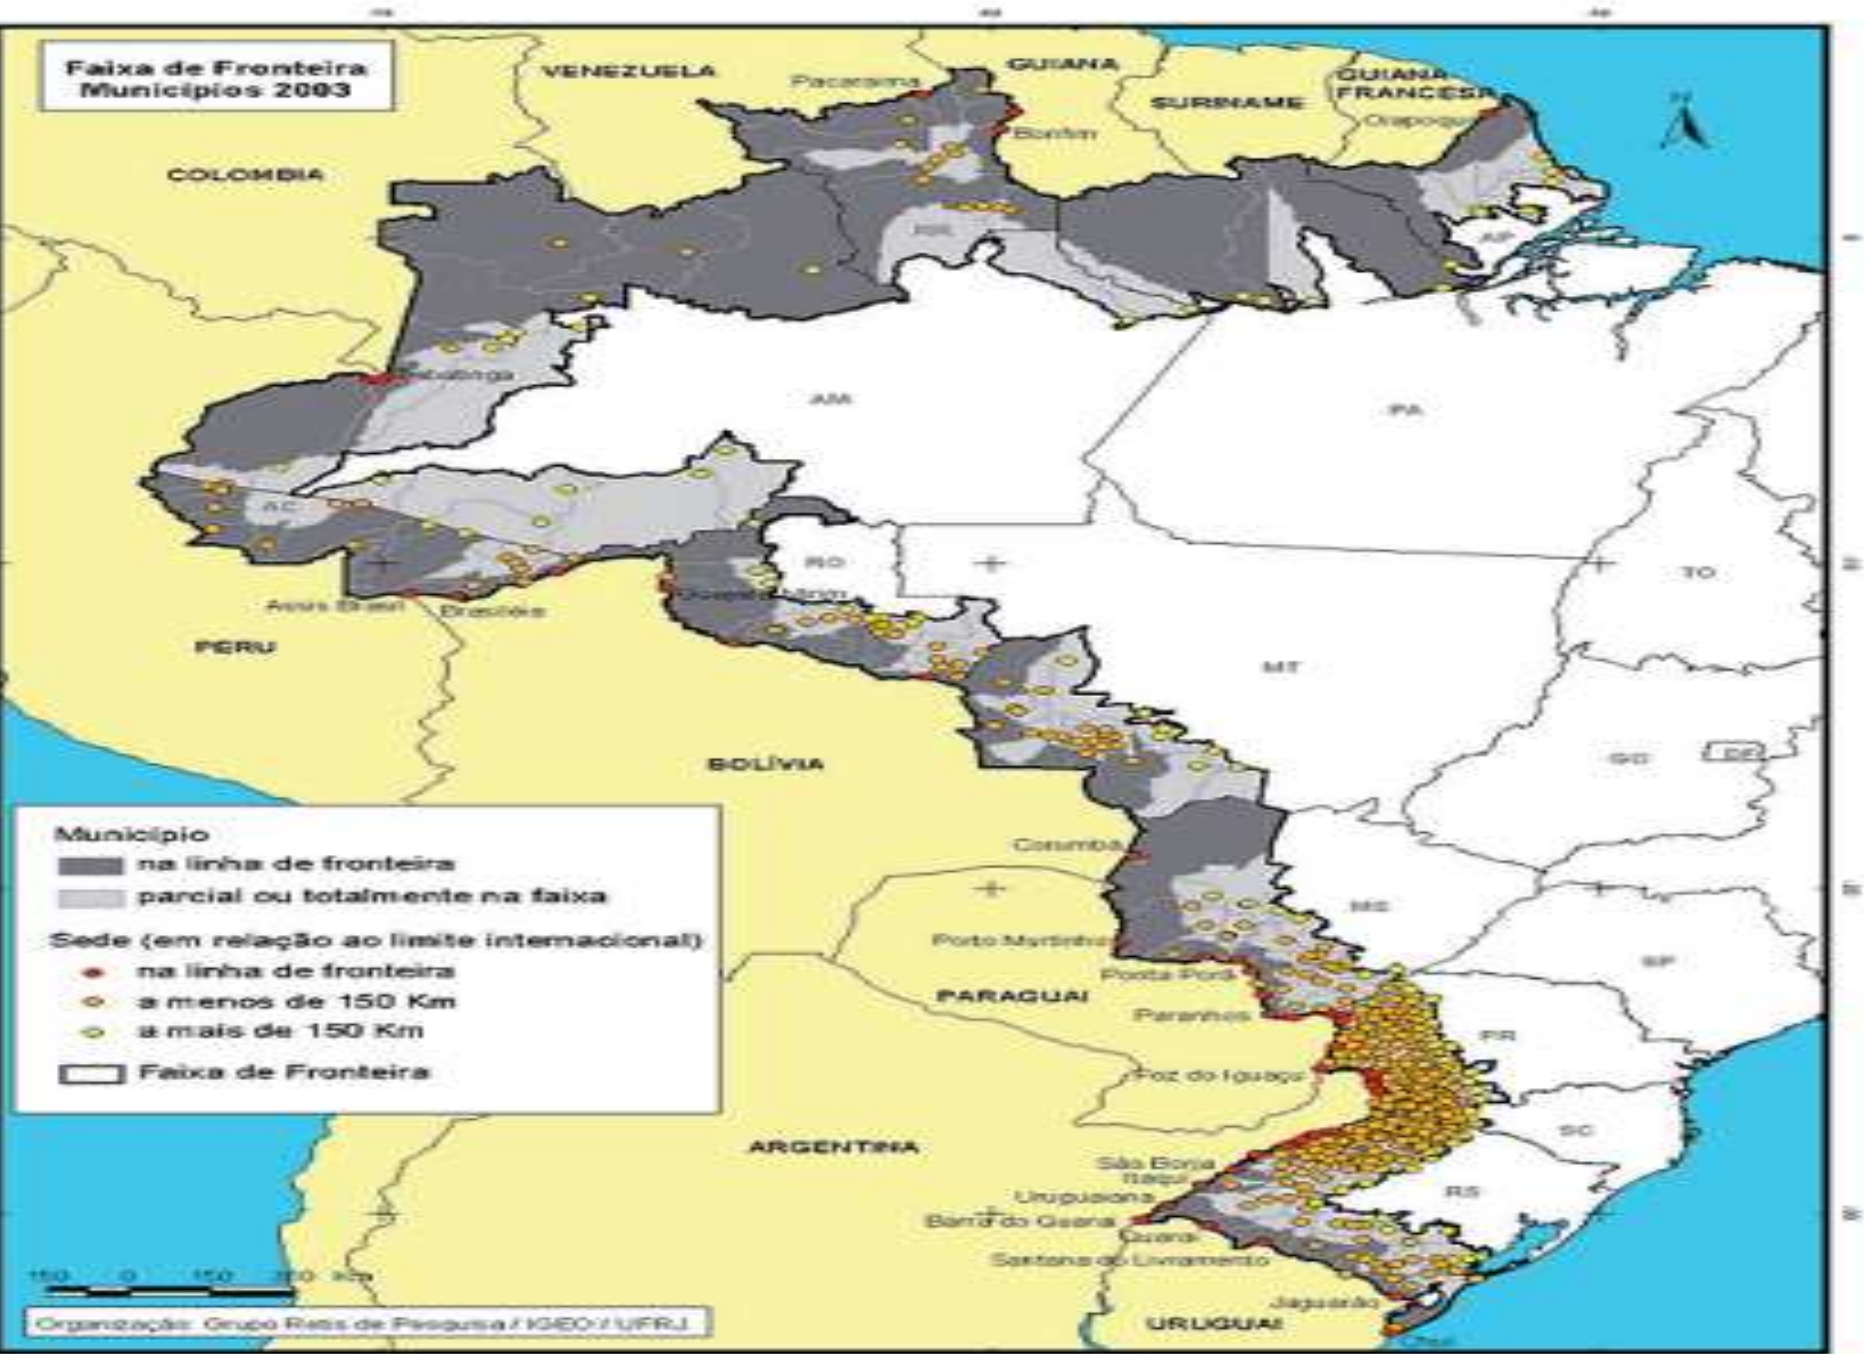 Faixa de Fronteira
Municípios 2003
VENEZUELA
Pacaraima
GUIANA
GUIANA
FRANCESA
SURINAME
Oiapoque
Bonfim
COLOMBIA
RR
AP
Tabatinga
AM
PA
AC
RO
TO
Assis Brasil
Brasiléia
Guajará-Mirim
PERU
MT
BOLÍVIA
GO
DF
Município
na linha de fronteira
parcial ou totalmente na faixa
Sede (em relação ao limite internacional)
na linha de fronteira
a menos de 150 Km
a mais de 150 Km
Faixa de Fronteira
Corumbá
MS
Porto Murtinho
SP
Ponta Porã
PARAGUAI
Paranhos
PR
Foz do Iguaçu
SC
ARGENTINA
São Borja
Itaqui
RS
Uruguaiana
Barra do Quaraí
Quaraí
Santana do Livramento
150 0 150 300 km
Jaguarão
Organização: Grupo Retis de Pesquisa / IGEO / UFRJ
URUGUAI
Chuí